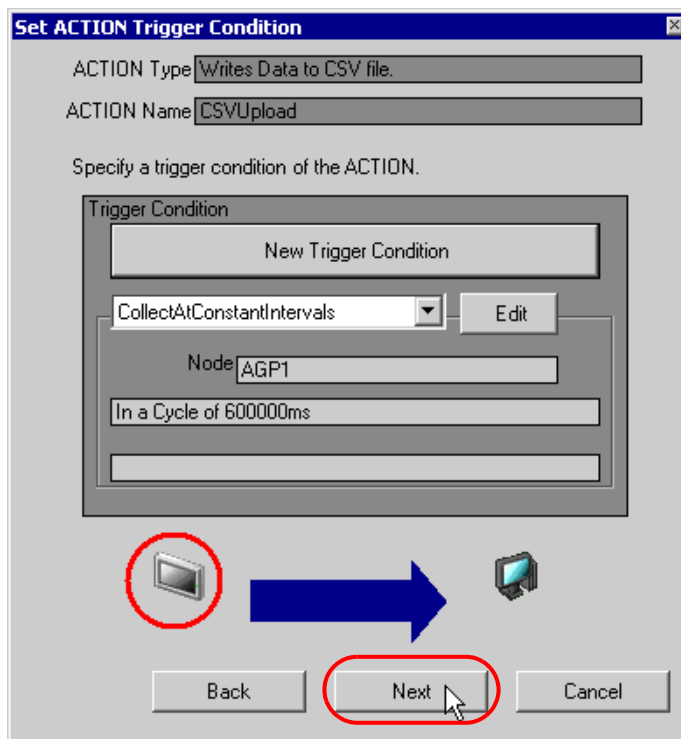 Set ACTION Trigger Condition
ACTION Type Writes Data to CSV file.
ACTION Name CSVUpload
Specify a trigger condition of the ACTION.
Trigger Condition
New Trigger Condition
CollectAtConstantIntervals Edit
Node AGP1
In a Cycle of 600000ms
Back Next Cancel